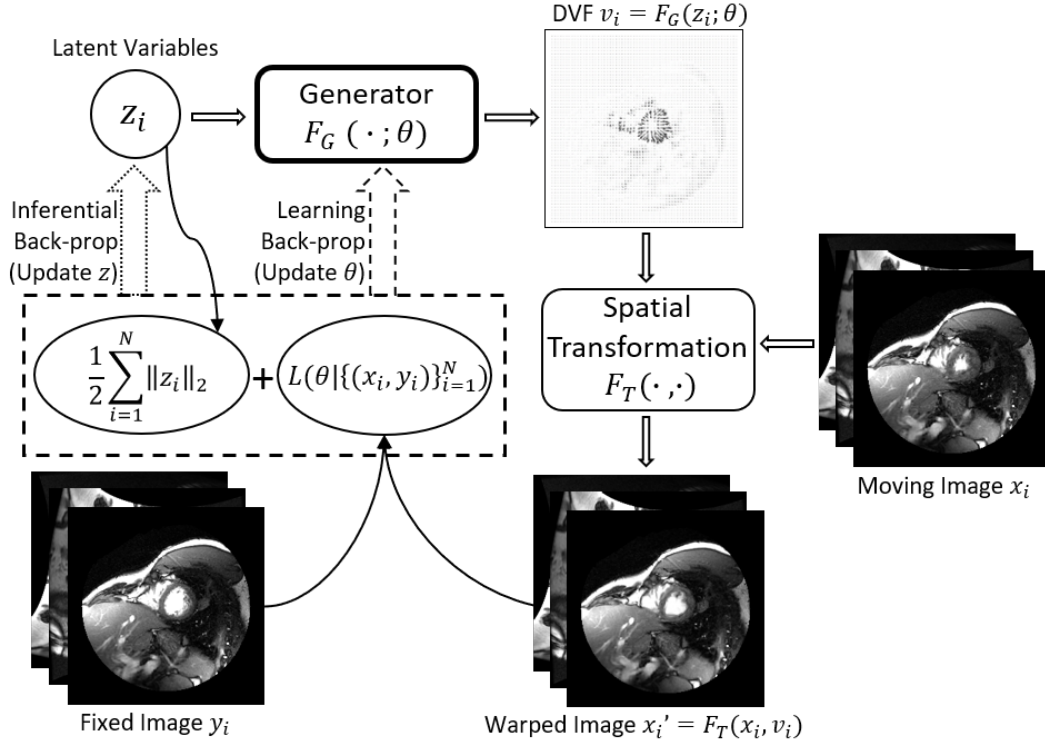 DVF v_i = F_G(z_i; θ)
Latent Variables
z_i
Generator
F_G ( · ; θ)
Inferential
Back-prop
(Update z)
Learning
Back-prop
(Update θ)
Spatial
Transformation
F_T(· ,·)
\frac{1}{2} \sum_{i=1}^{N} ‖z_i‖_2
+
L(θ|{(x_i, y_i)}_{i=1}^{N})
Moving Image x_i
Fixed Image y_i
Warped Image x_i' = F_T(x_i, v_i)